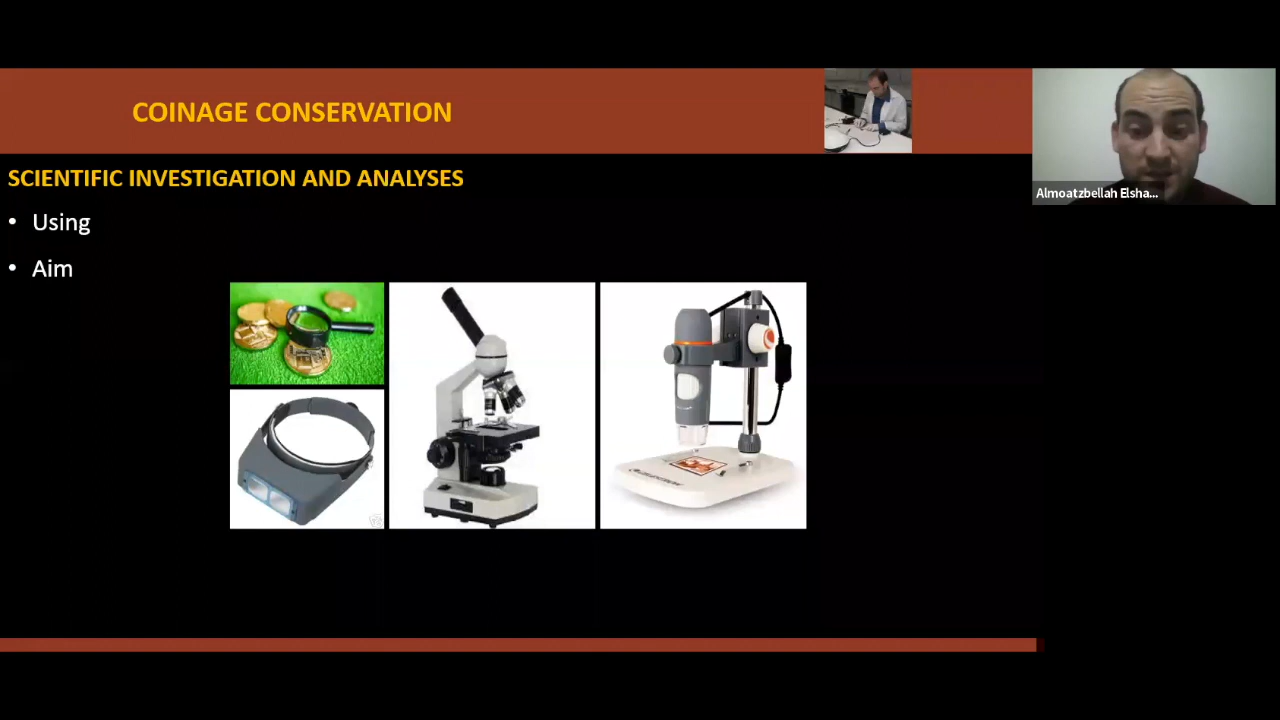 COINAGE CONSERVATION
SCIENTIFIC INVESTIGATION AND ANALYSES
• Using
• Aim
Almoatzbellah Elsha...